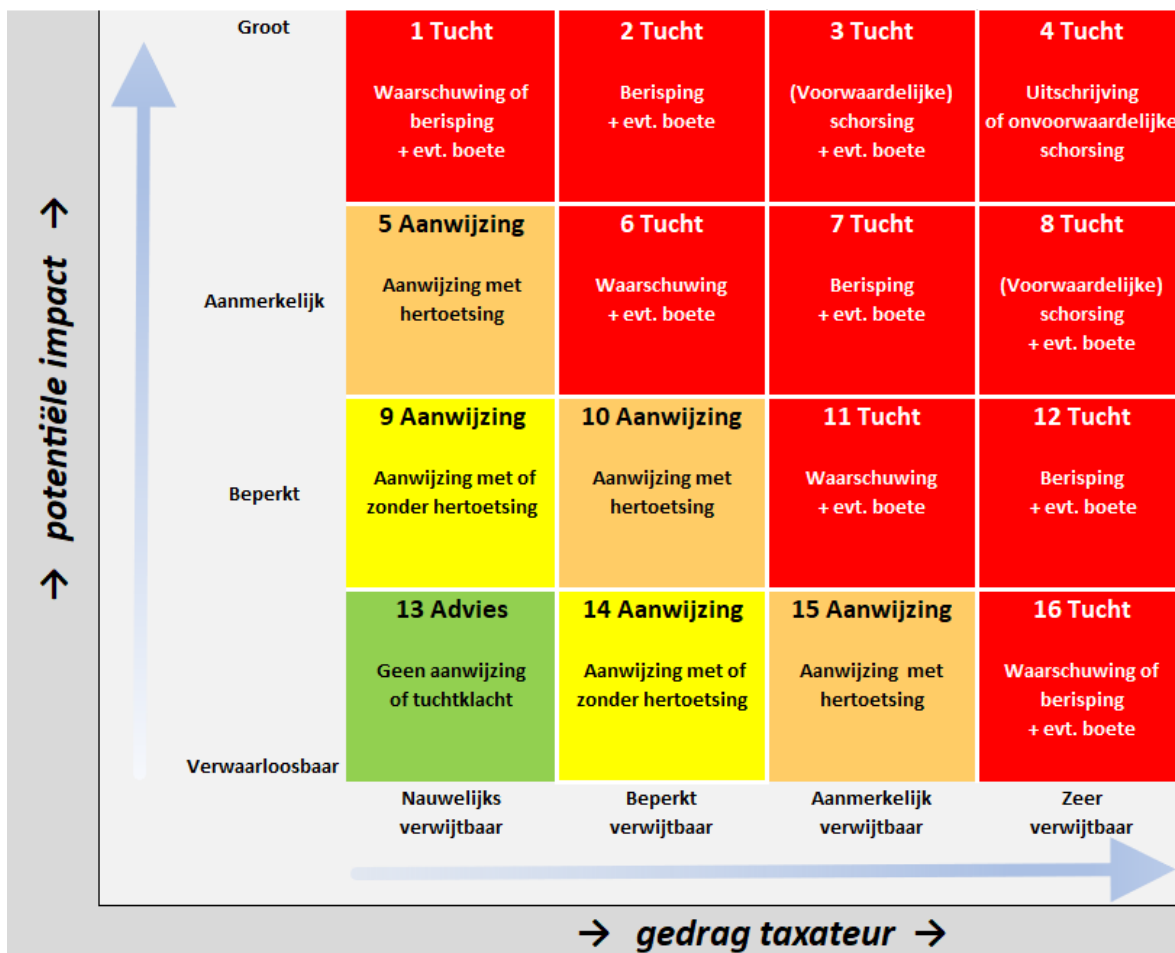 Groot
1 Tucht
Waarschuwing of
berisping
+ evt. boete
2 Tucht
Berisping
+ evt. boete
3 Tucht
(Voorwaardelijke)
schorsing
+ evt. boete
4 Tucht
Uitschrijving
of onvoorwaardelijke
schorsing
Aanmerkelijk
5 Aanwijzing
Aanwijzing met
hertoetsing
6 Tucht
Waarschuwing
+ evt. boete
7 Tucht
Berisping
+ evt. boete
8 Tucht
(Voorwaardelijke)
schorsing
+ evt. boete
Beperkt
9 Aanwijzing
Aanwijzing met of
zonder hertoetsing
10 Aanwijzing
Aanwijzing met
hertoetsing
11 Tucht
Waarschuwing
+ evt. boete
12 Tucht
Berisping
+ evt. boete
Verwaarloosbaar
13 Advies
Geen aanwijzing
of tuchtklacht
14 Aanwijzing
Aanwijzing met of
zonder hertoetsing
15 Aanwijzing
Aanwijzing met
hertoetsing
16 Tucht
Waarschuwing of
berisping
+ evt. boete
Nauwelijks
verwijtbaar
Beperkt
verwijtbaar
Aanmerkelijk
verwijtbaar
Zeer
verwijtbaar
→ potentiële impact →
→ gedrag taxateur →